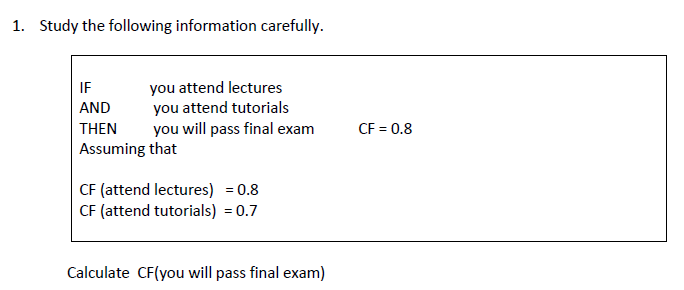 1. Study the following information carefully.
IF you attend lectures
AND you attend tutorials
THEN you will pass final exam CF = 0.8
Assuming that
CF (attend lectures) = 0.8
CF (attend tutorials) = 0.7
Calculate CF(you will pass final exam)